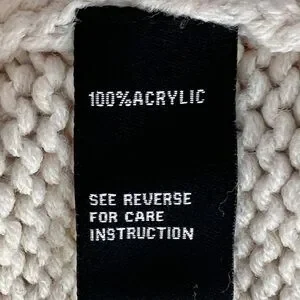 100%ACRYLIC
SEE REVERSE
FOR CARE
INSTRUCTION